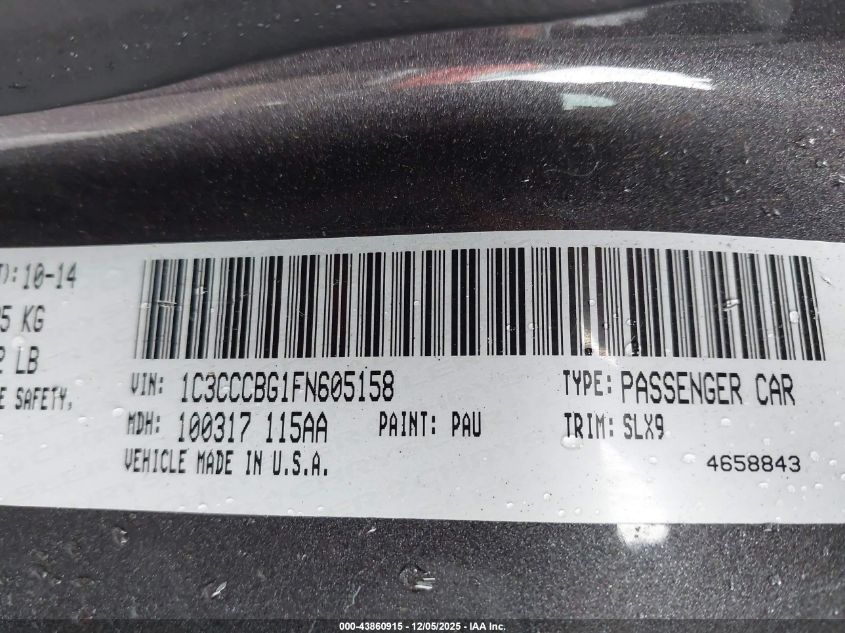 T): 10-14
5 KG
2 LB
E SAFETY,
VIN: 1C3CCCBG1FN605158
TYPE: PASSENGER CAR
MDH: 100317 115AA
PAINT: PAU
TRIM: SLX9
VEHICLE MADE IN U.S.A.
4658843
000-43860915 - 12/05/2025 - IAA Inc.